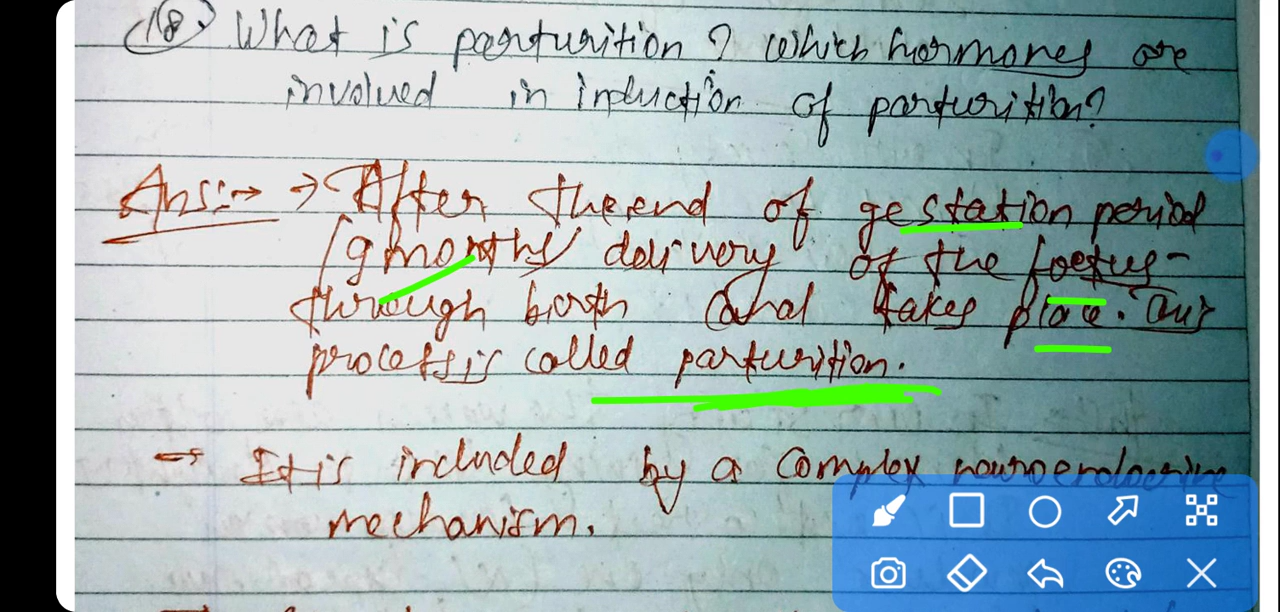 (18) What is parturition? Which hormones are
involved in induction of parturition?
Ans:→ → After the end of gestation period
(9 months) delivery of the foetus-
through birth canal takes place. This
process is called parturition.
→ It is included by a complex neuroendocrine
mechanism.